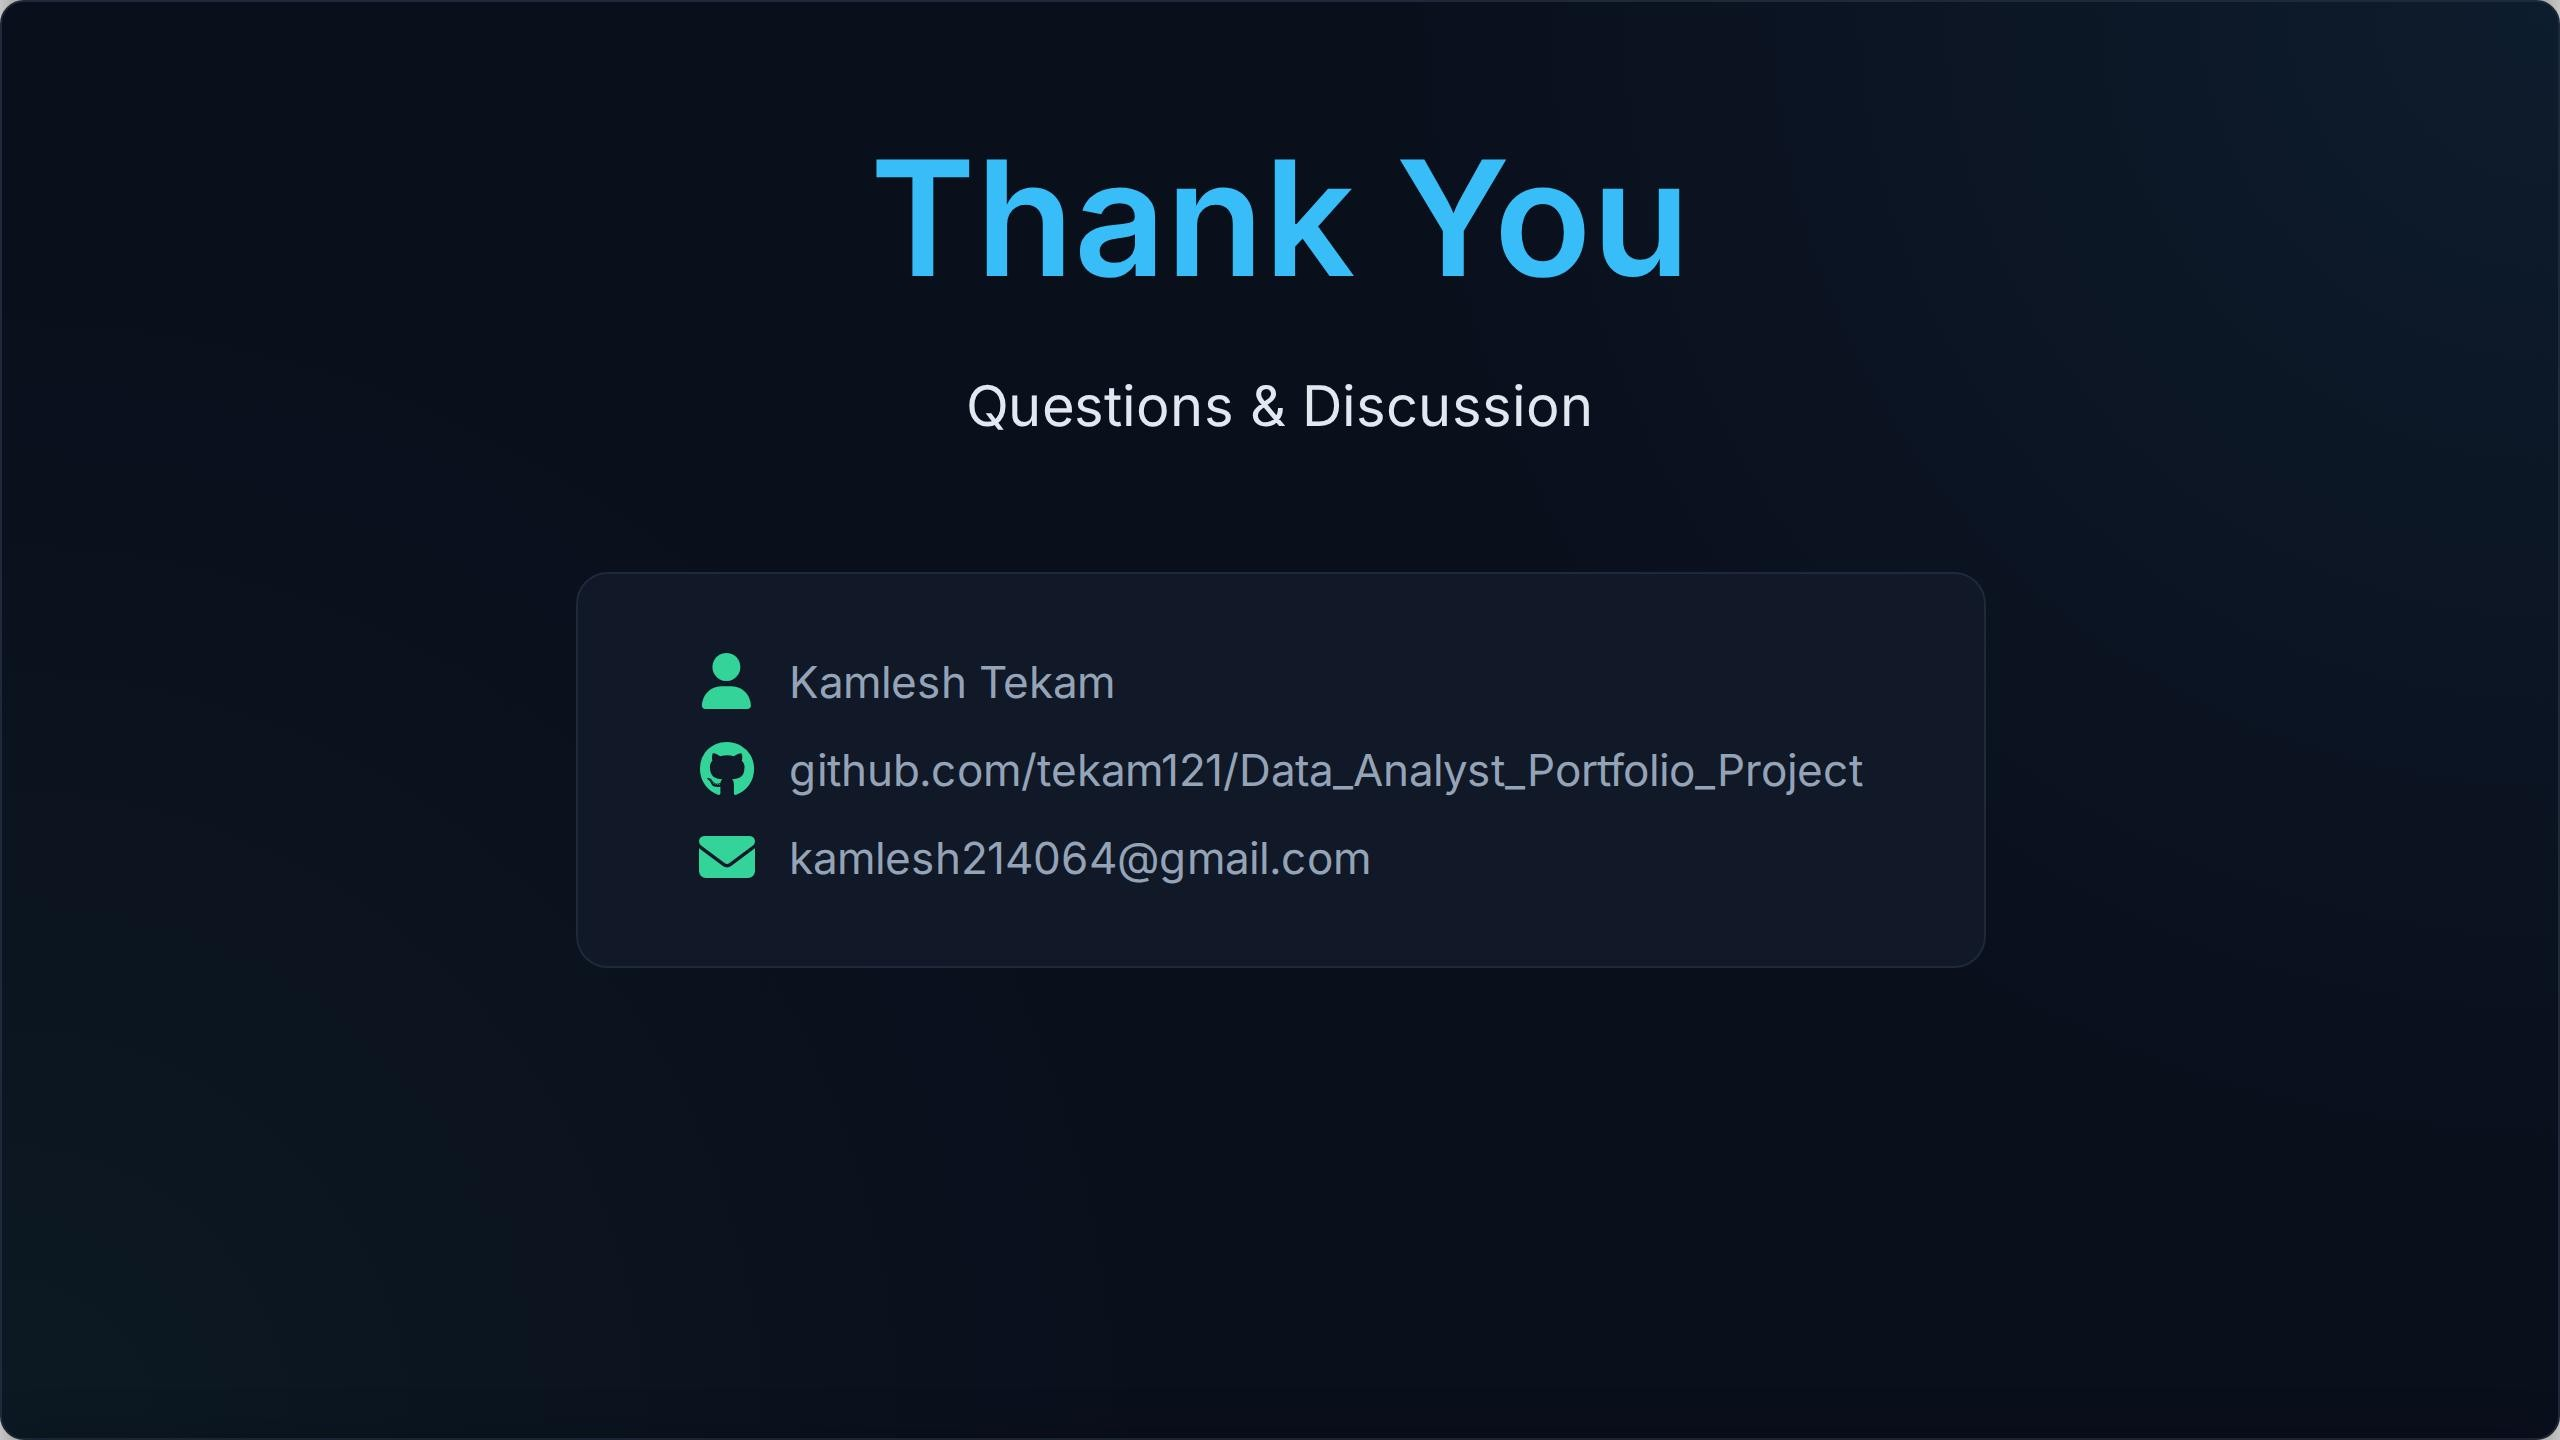 Thank You
Questions & Discussion
Kamlesh Tekam
github.com/tekam121/Data_Analyst_Portfolio_Project
kamlesh214064@gmail.com